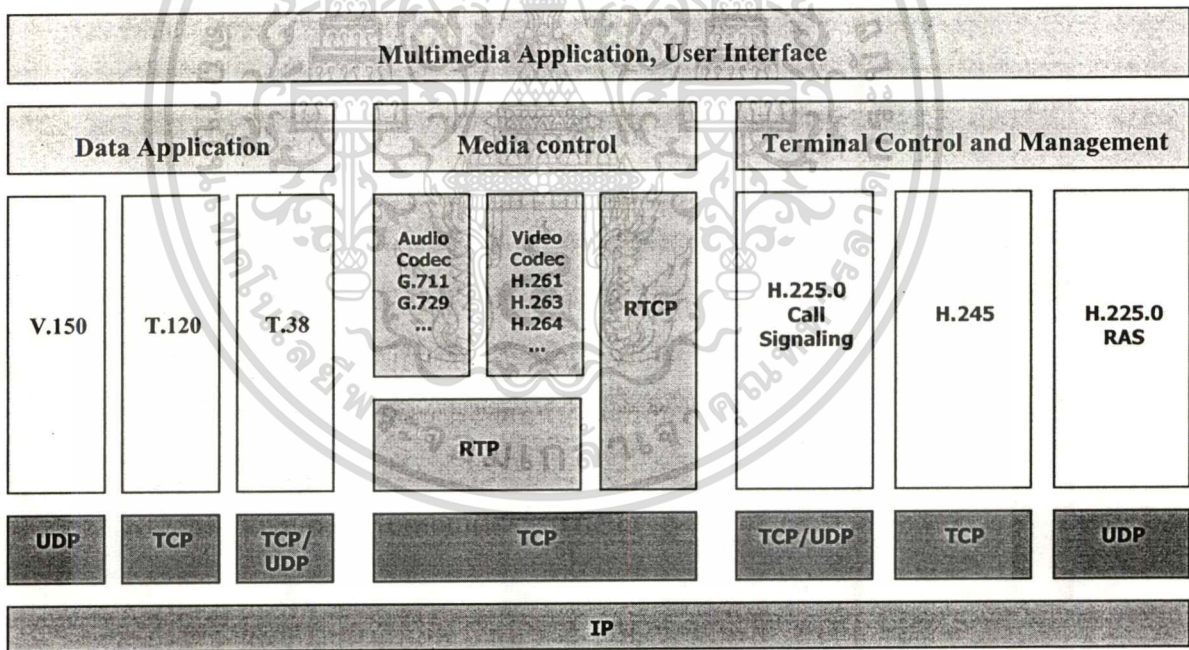 Multimedia Application, User Interface
Data Application
Media control
Terminal Control and Management
V.150
T.120
T.38
Audio
Codec
G.711
G.729
...
Video
Codec
H.261
H.263
H.264
...
RTCP
RTP
H.225.0
Call
Signaling
H.245
H.225.0
RAS
UDP
TCP
TCP/
UDP
TCP
TCP/UDP
TCP
UDP
IP